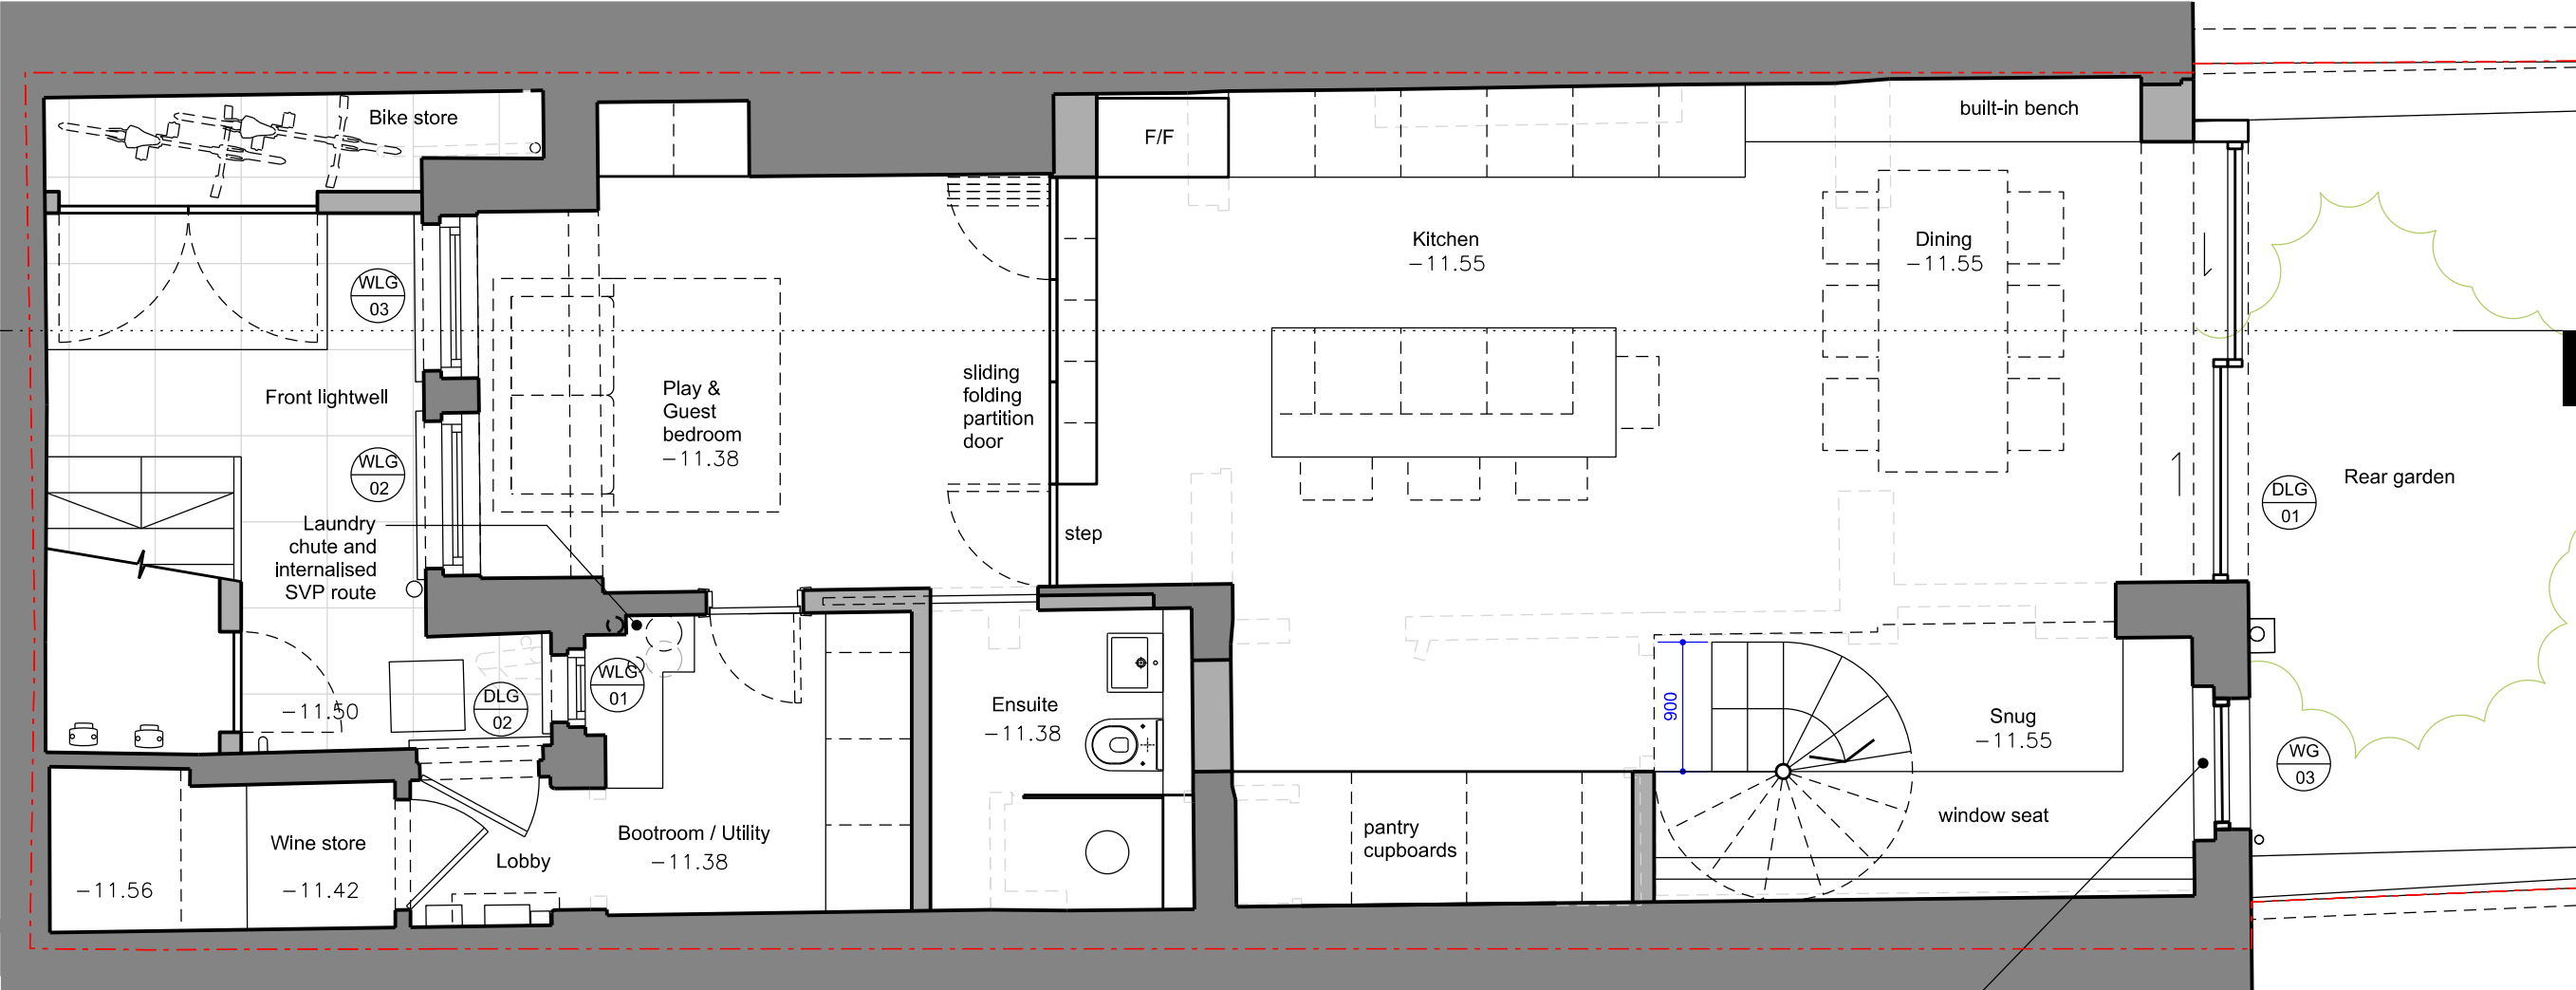 Bike store
F/F
built-in bench
WLG
03
Kitchen
-11.55
Dining
-11.55
Front lightwell
Play &
Guest
bedroom
-11.38
sliding
folding
partition
door
WLG
02
Rear garden
DLG
01
Laundry
chute and
internalised
SVP route
step
WLG
01
DLG
02
-11.50
Ensuite
-11.38
900
Snug
-11.55
WG
03
Wine store
-11.56
-11.42
Lobby
Bootroom / Utility
-11.38
pantry
cupboards
window seat